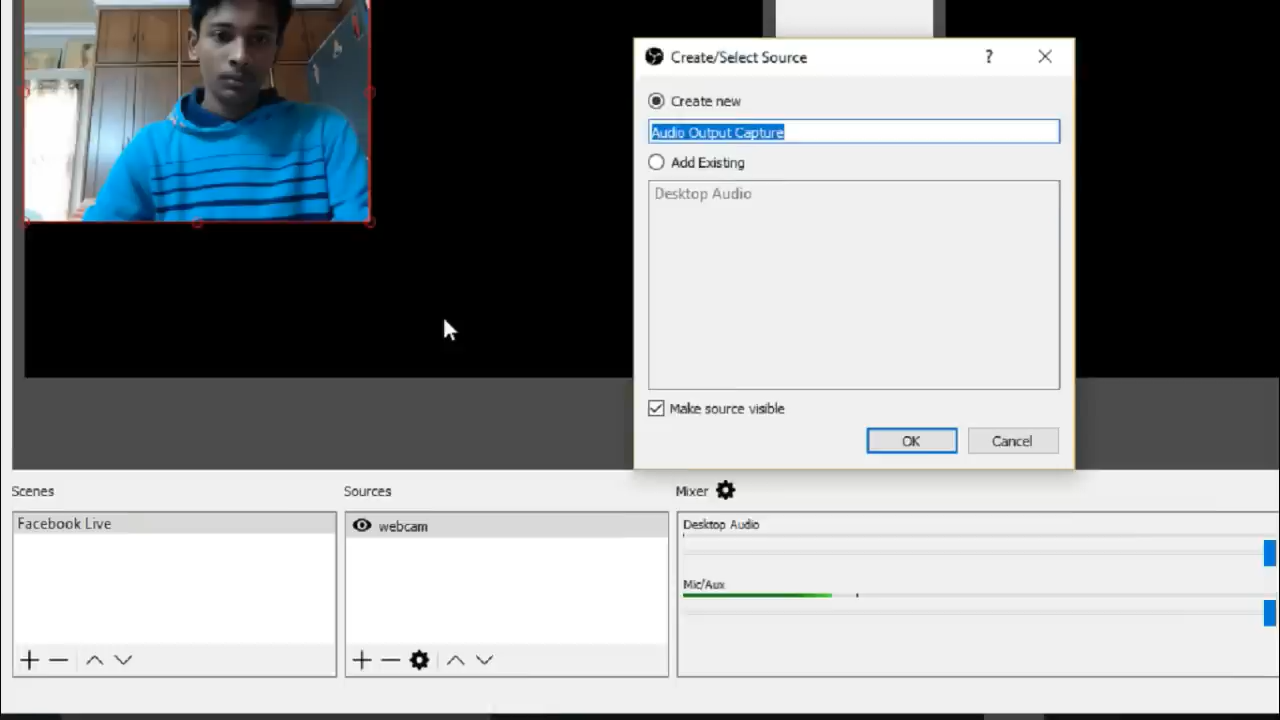 Create/Select Source
?
Create new
Audio Output Capture
Add Existing
Desktop Audio
Make source visible
OK
Cancel
Scenes
Facebook Live
Sources
webcam
Mixer
Desktop Audio
Mic/Aux